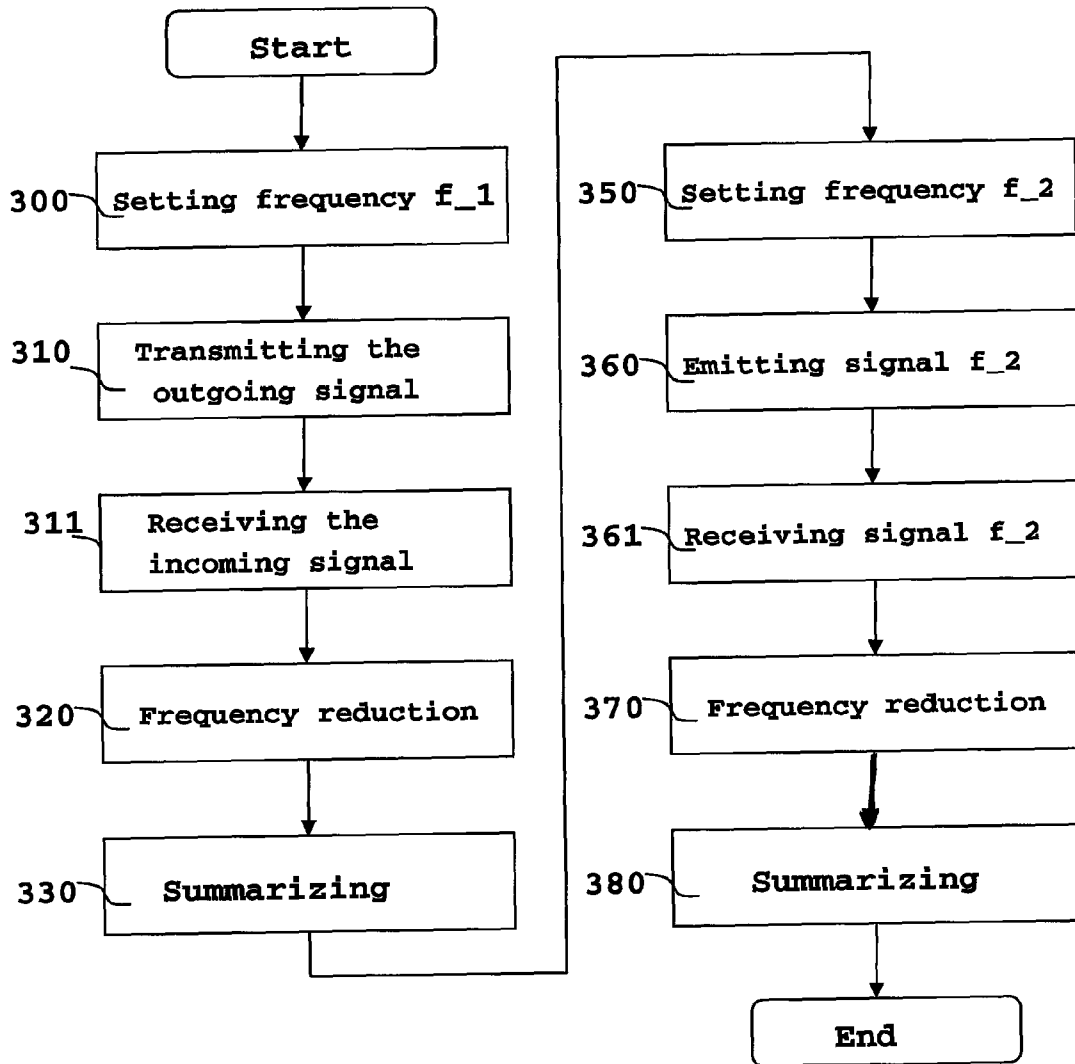 Start
300 Setting frequency f_1
310 Transmitting the
outgoing signal
311 Receiving the
incoming signal
320 Frequency reduction
330 Summarizing
350 Setting frequency f_2
360 Emitting signal f_2
361 Receiving signal f_2
370 Frequency reduction
380 Summarizing
End